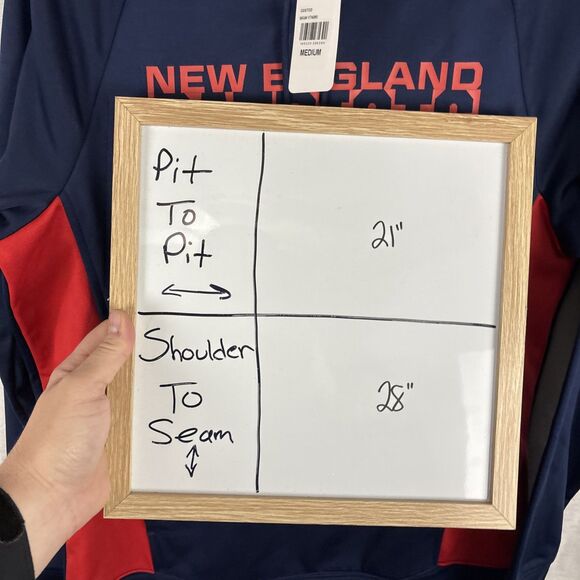 MEDIUM
NEW ENGLAND
Pit
To
Pit
21"
Shoulder
To
Seam
28"